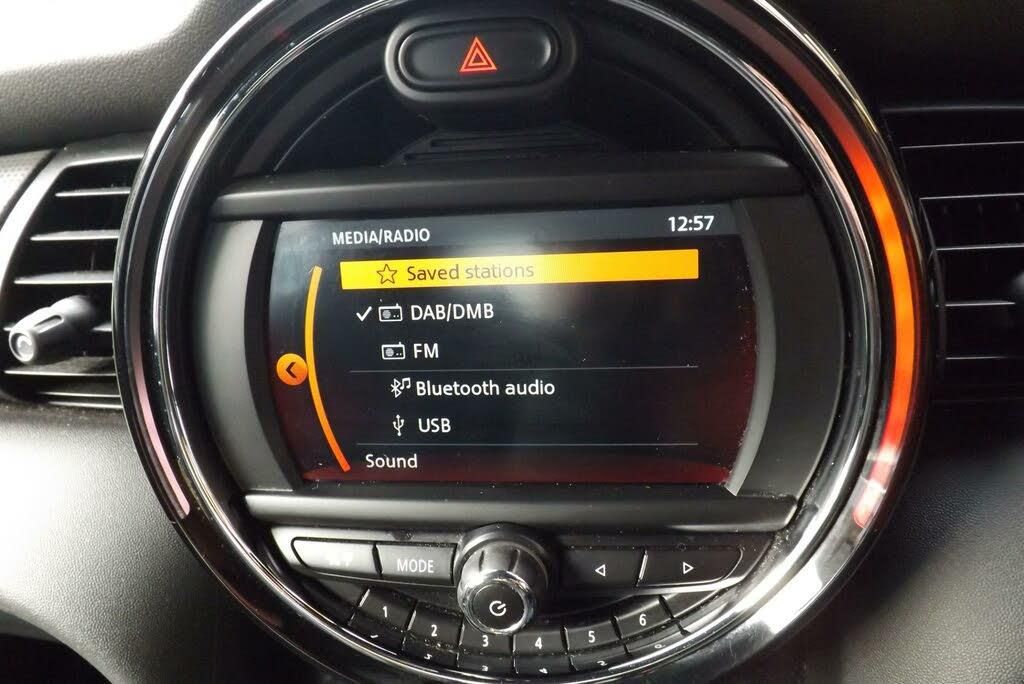 MEDIA/RADIO 12:57
Saved stations
DAB/DMB
FM
Bluetooth audio
USB
Sound
MODE
1 2 3 4 5 6